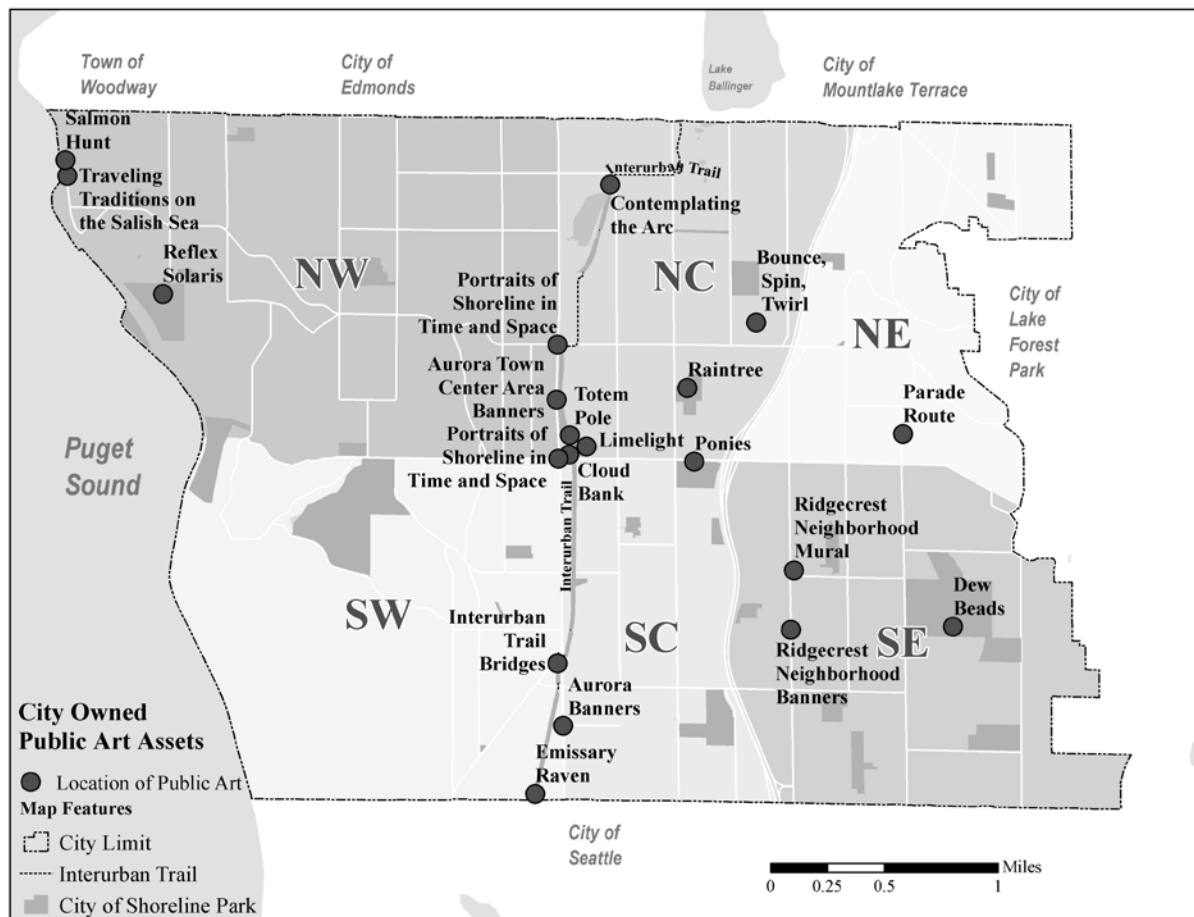 Town of
Woodway
City of
Edmonds
Lake
Ballinger
City of
Mountlake Terrace
Salmon
Hunt
Traveling
Traditions on
the Salish Sea
Interurban Trail
Contemplating
the Arc
Reflex
Solaris
NW
Portraits of
Shoreline in
Time and Space
NC
Bounce,
Spin,
Twirl
NE
City of
Lake
Forest
Park
Aurora Town
Center Area
Banners
Totem
Pole
Raintree
Parade
Route
Puget
Sound
Portraits of
Shoreline in
Time and Space
Limelight
Cloud
Bank
Ponies
Interurban Trail
Ridgecrest
Neighborhood
Mural
Dew
Beads
SW
Interurban
Trail
Bridges
SC
SE
Ridgecrest
Neighborhood
Banners
Aurora
Banners
Emissary
Raven
City Owned
Public Art Assets
Location of Public Art
Map Features
City Limit
Interurban Trail
City of Shoreline Park
City of
Seattle
Miles
0 0.25 0.5 1